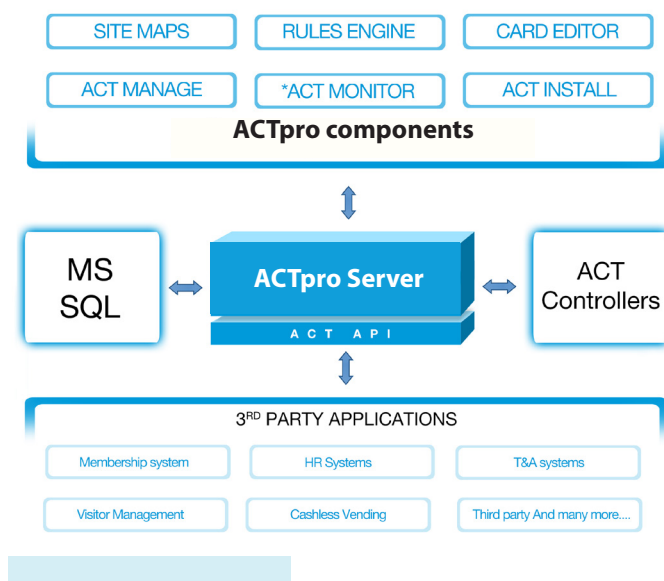 SITE MAPS RULES ENGINE CARD EDITOR
ACT MANAGE *ACT MONITOR ACT INSTALL
ACTpro components
MS
SQL
ACTpro Server
ACT API
ACT
Controllers
3RD PARTY APPLICATIONS
Membership system HR Systems T&A systems
Visitor Management Cashless Vending Third party And many more....